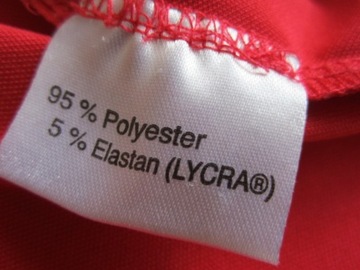 95 % Polyester
5 % Elastan (LYCRA®)